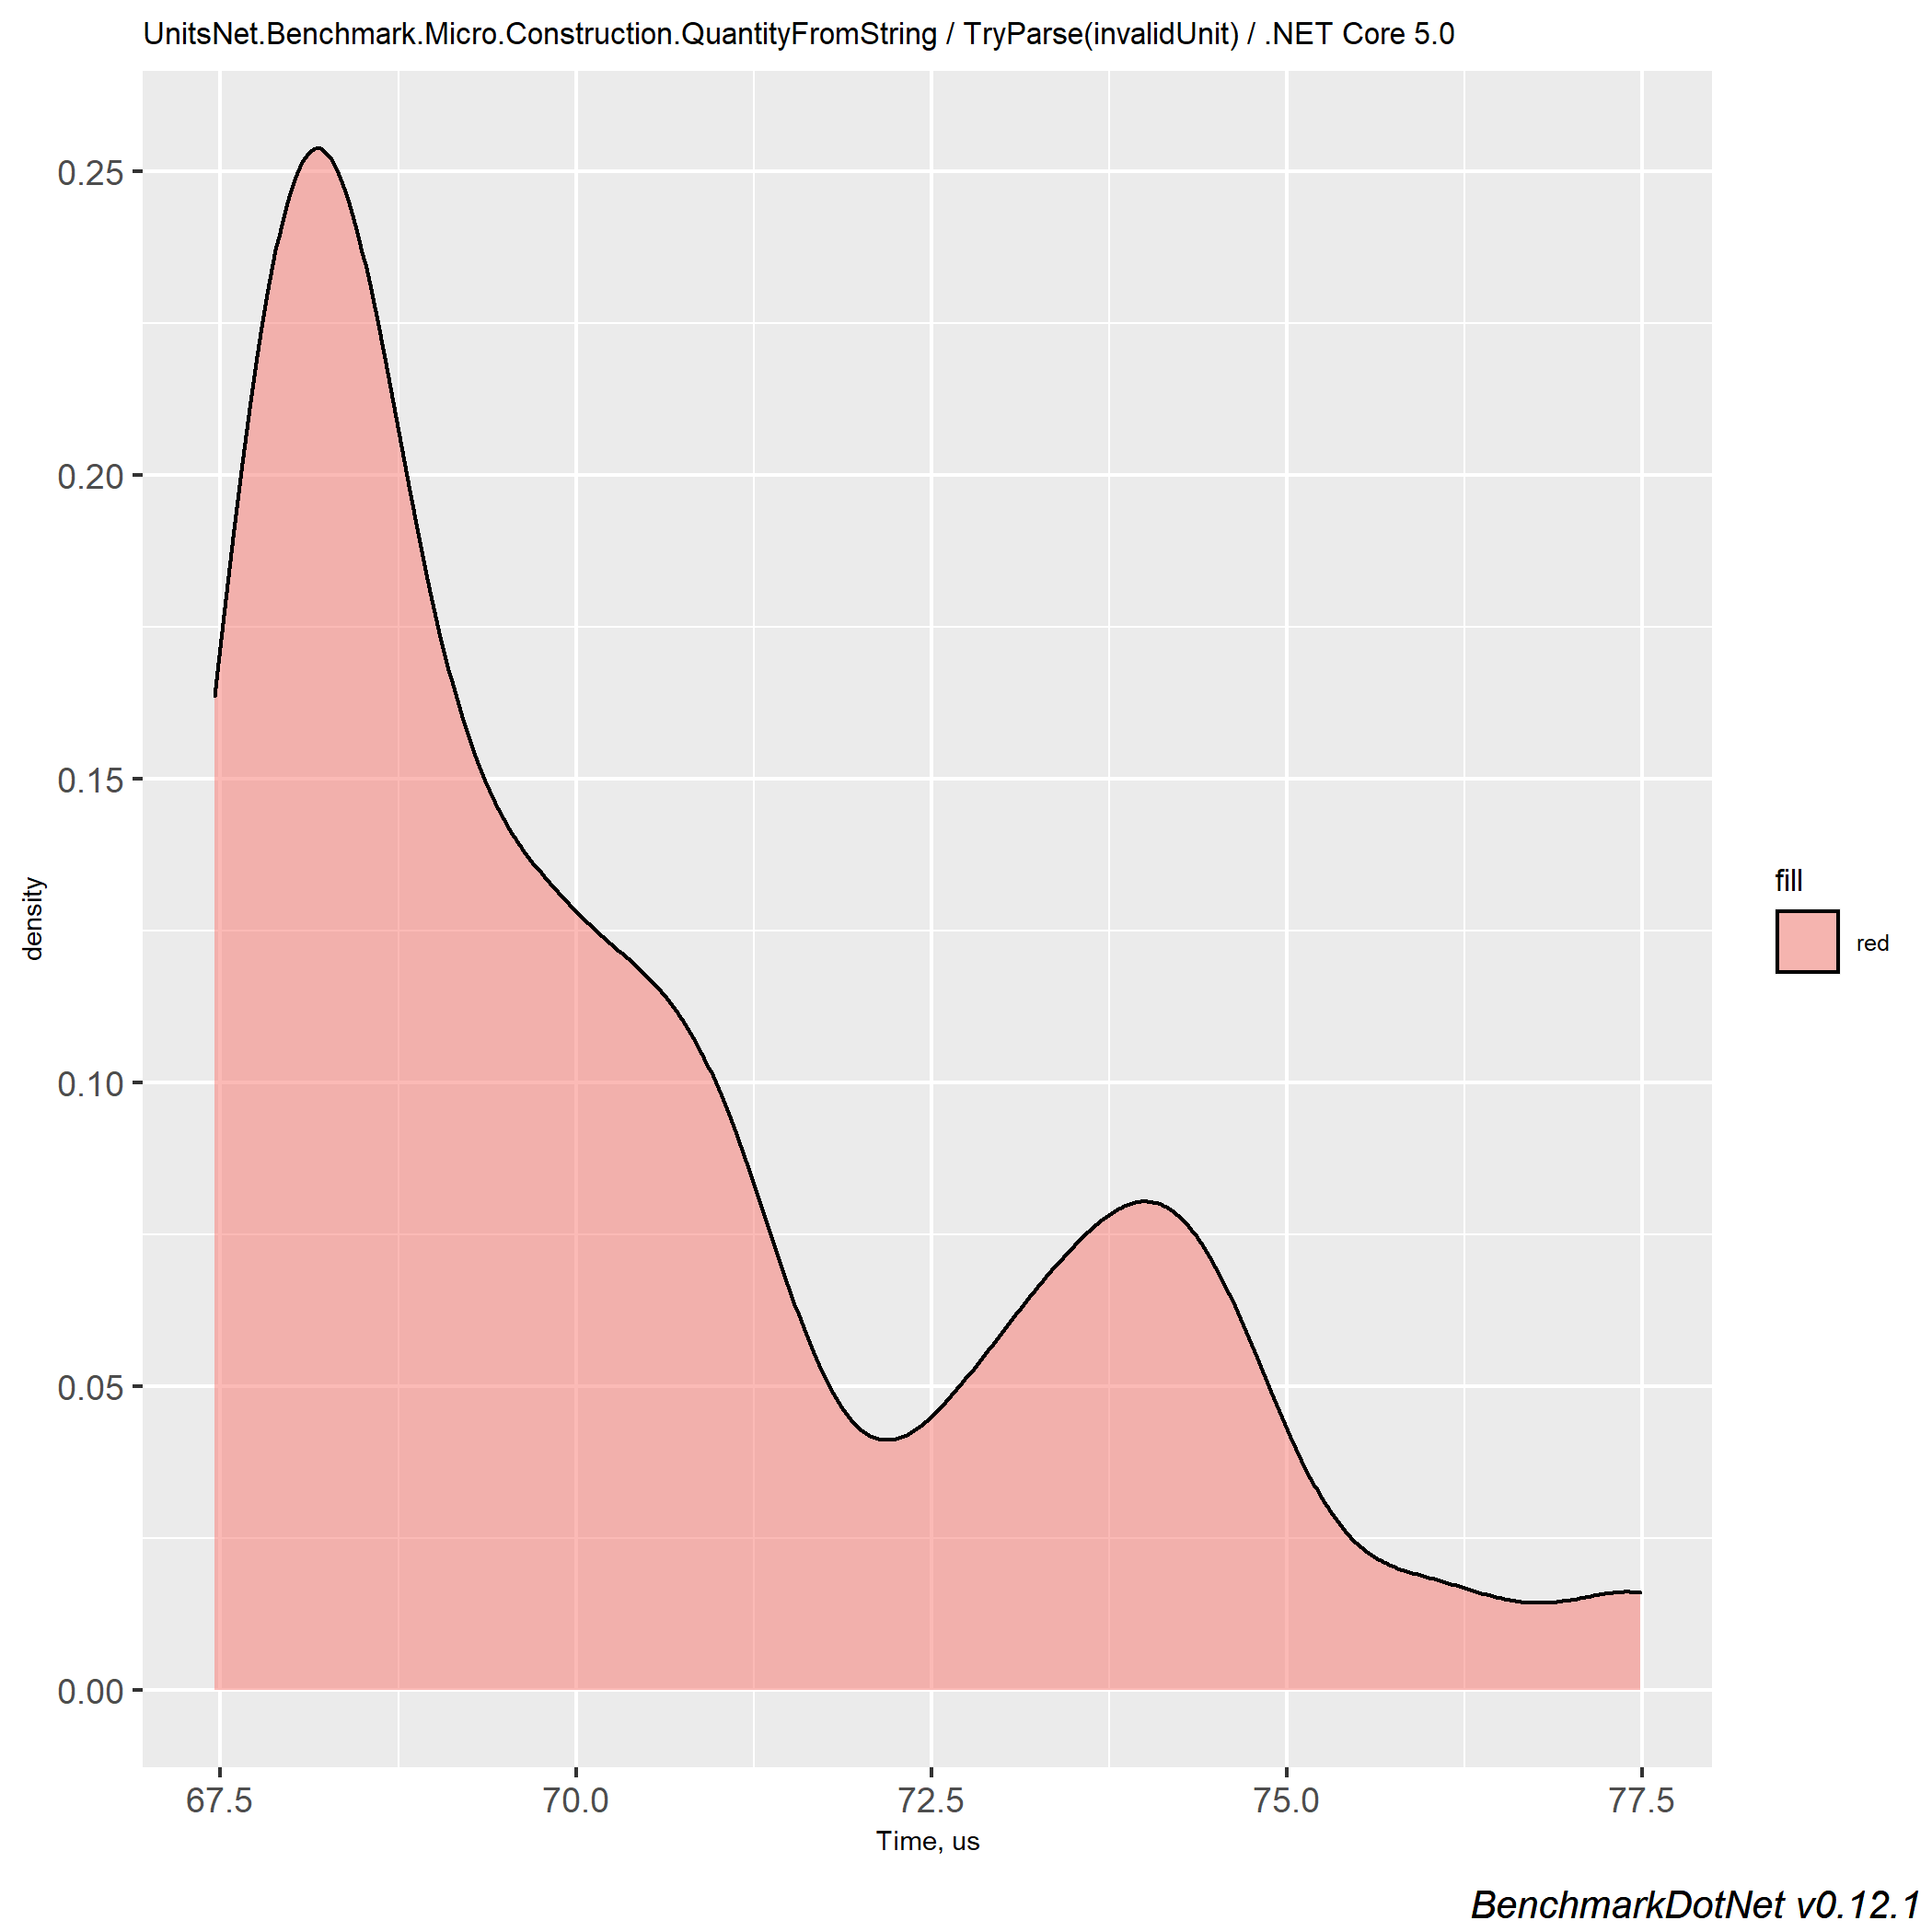 UnitsNet.Benchmark.Micro.Construction.QuantityFromString / TryParse(invalidUnit) / .NET Core 5.0
0.25
0.20
0.15
0.10
0.05
0.00
density
67.5 70.0 72.5 75.0 77.5
Time, us
fill
red
BenchmarkDotNet v0.12.1